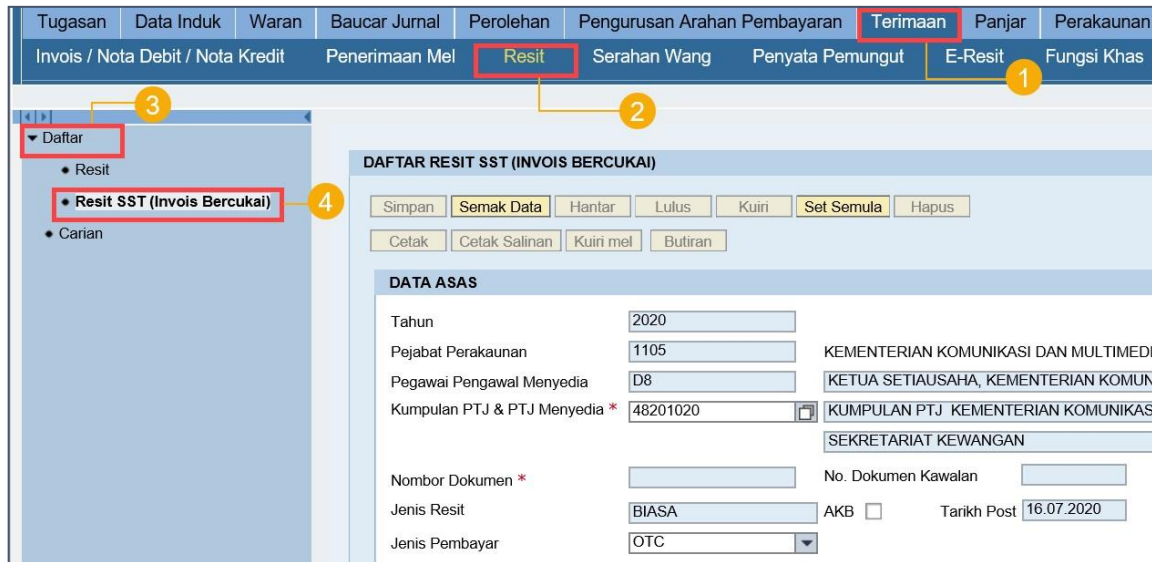 Tugasan Data Induk Waran Baucar Jurnal Perolehan Pengurusan Arahan Pembayaran Terimaan Panjar Perakaunan
Invois / Nota Debit / Nota Kredit Penerimaan Mel Resit Serahan Wang Penyata Pemungut E-Resit Fungsi Khas
1
2
3
Daftar
Resit
Resit SST (Invois Bercukai)
4
Carian
DAFTAR RESIT SST (INVOIS BERCUKAI)
Simpan Semak Data Hantar Lulus Kuiri Set Semula Hapus
Cetak Cetak Salinan Kuiri mel Butiran
DATA ASAS
Tahun 2020
Pejabat Perakaunan 1105 KEMENTERIAN KOMUNIKASI DAN MULTIMEDI
Pegawai Pengawal Menyedia D8 KETUA SETIAUSAHA, KEMENTERIAN KOMUN
Kumpulan PTJ & PTJ Menyedia * 48201020 KUMPULAN PTJ KEMENTERIAN KOMUNIKAS
SEKRETARIAT KEWANGAN
Nombor Dokumen * No. Dokumen Kawalan
Jenis Resit BIASA AKB Tarikh Post 16.07.2020
Jenis Pembayar OTC